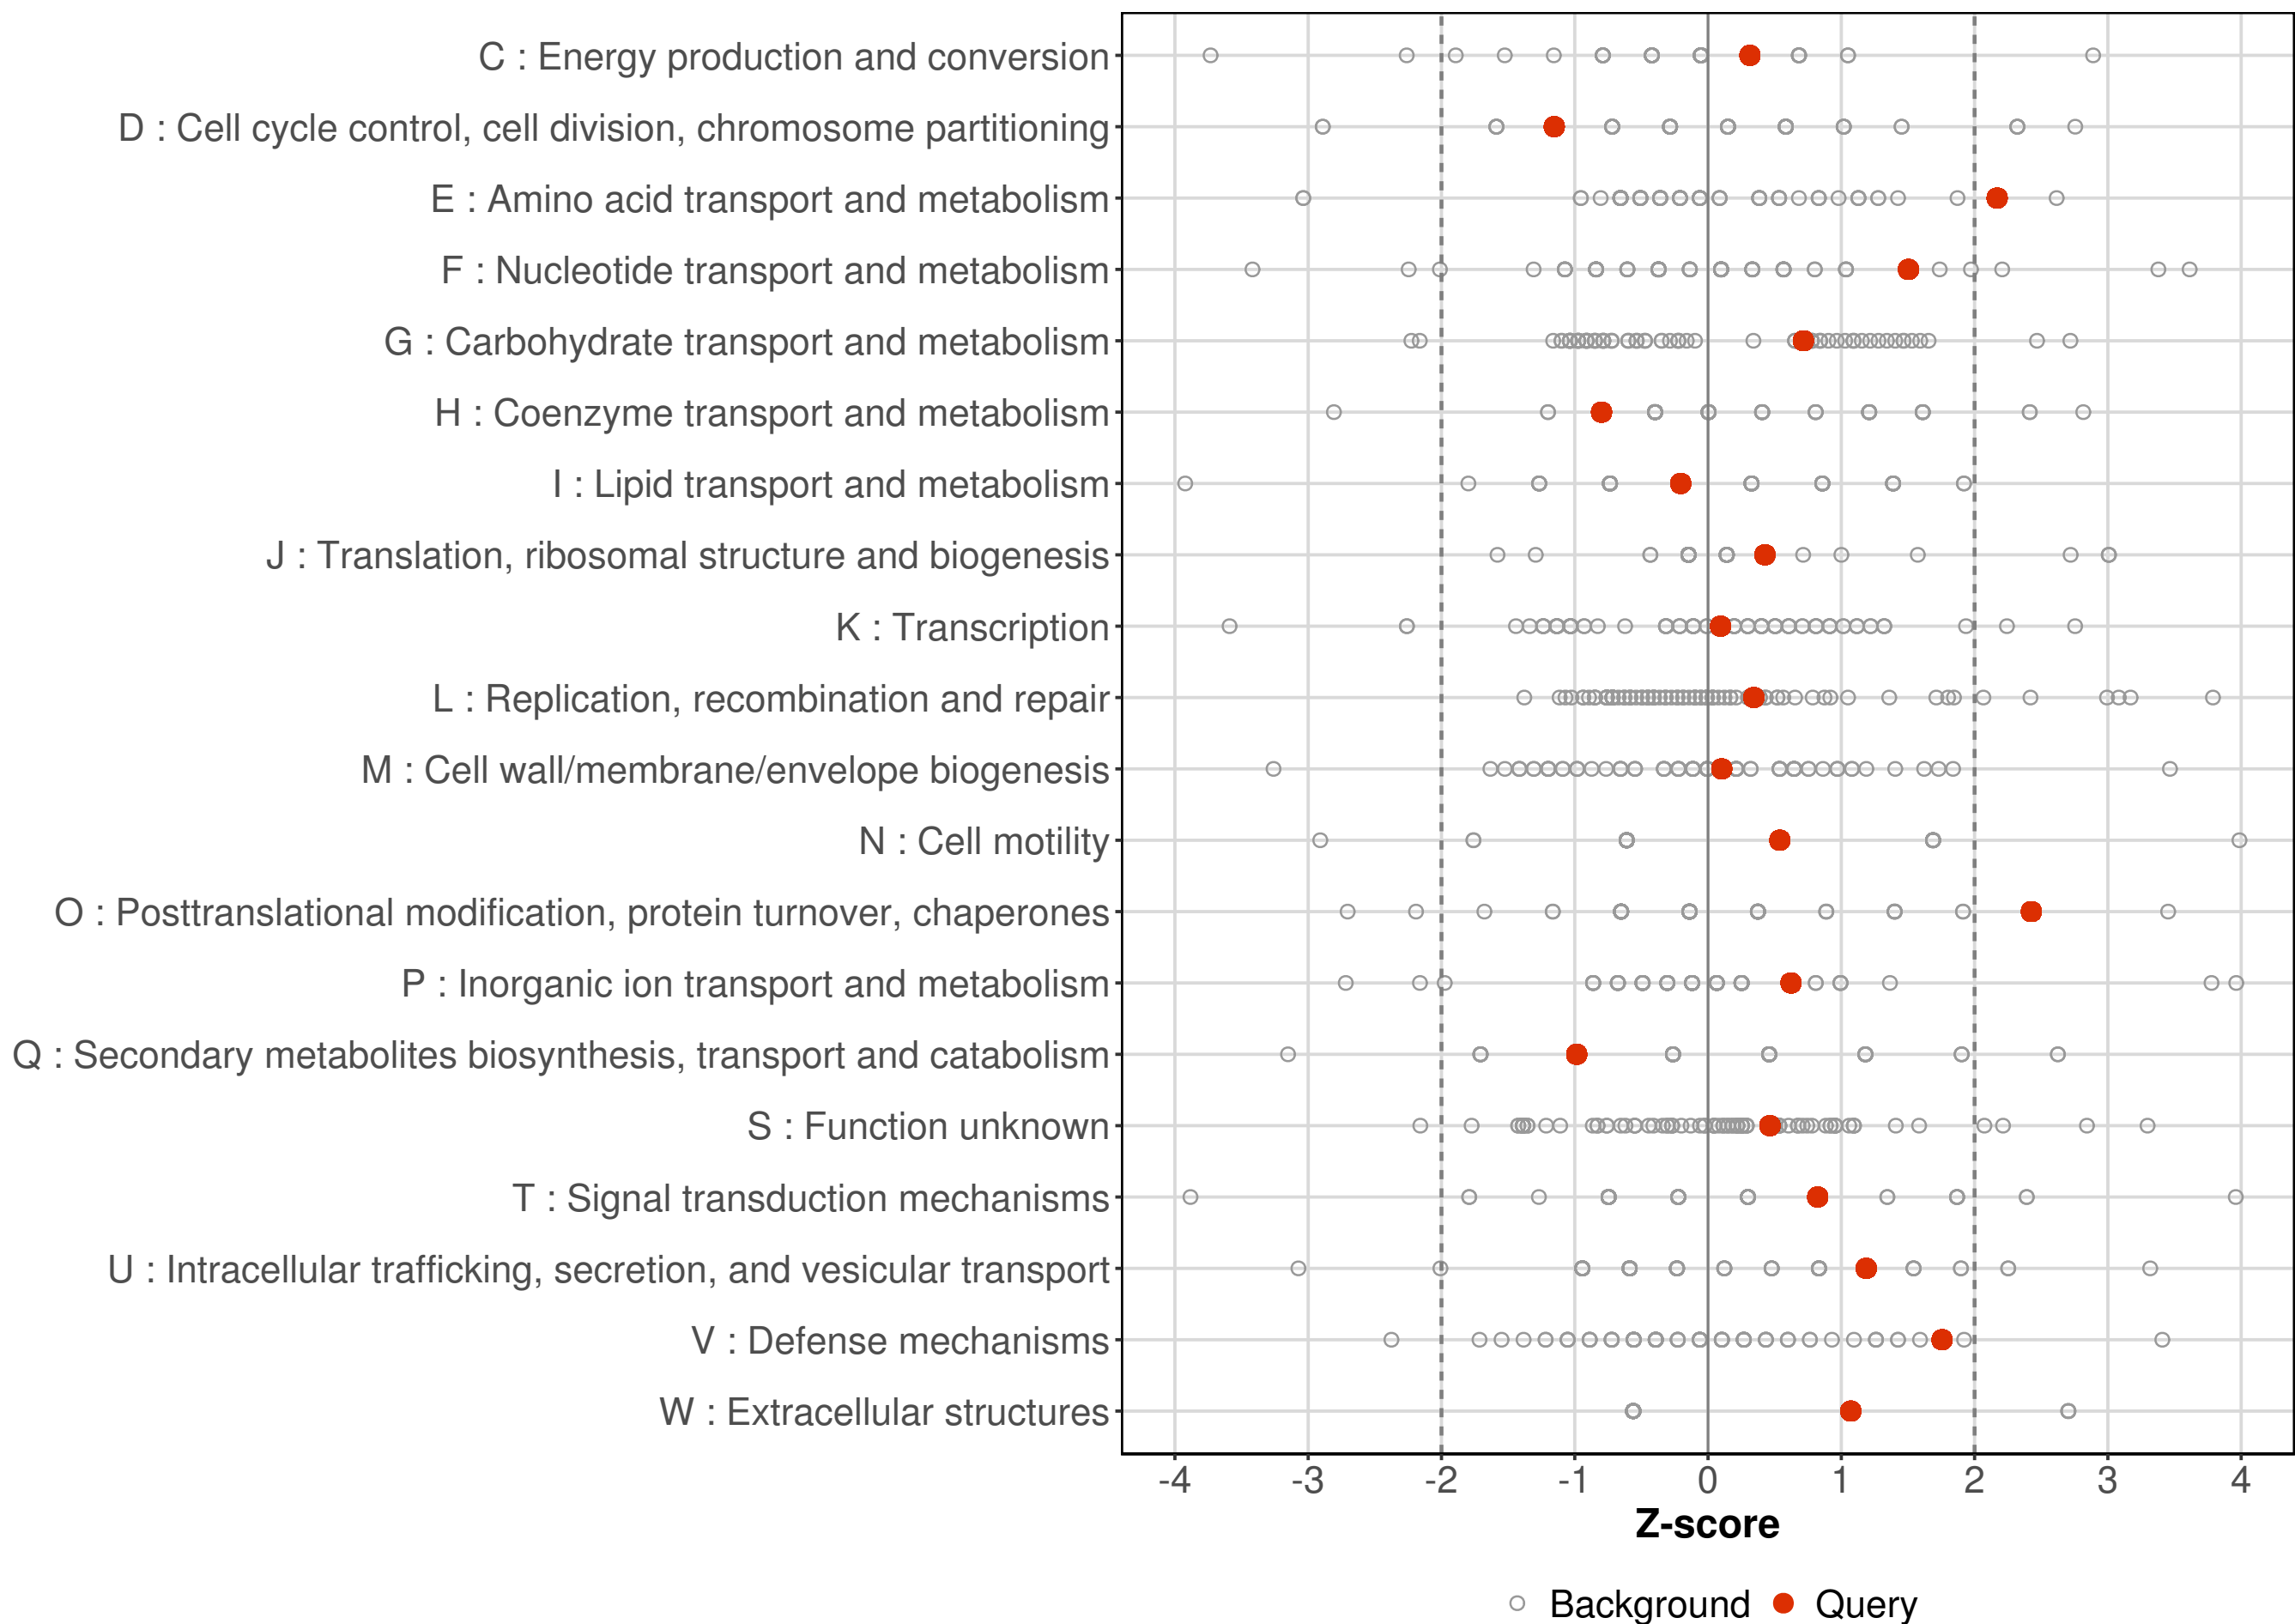 C : Energy production and conversion
D : Cell cycle control, cell division, chromosome partitioning
E : Amino acid transport and metabolism
F : Nucleotide transport and metabolism
G : Carbohydrate transport and metabolism
H : Coenzyme transport and metabolism
I : Lipid transport and metabolism
J : Translation, ribosomal structure and biogenesis
K : Transcription
L : Replication, recombination and repair
M : Cell wall/membrane/envelope biogenesis
N : Cell motility
O : Posttranslational modification, protein turnover, chaperones
P : Inorganic ion transport and metabolism
Q : Secondary metabolites biosynthesis, transport and catabolism
S : Function unknown
T : Signal transduction mechanisms
U : Intracellular trafficking, secretion, and vesicular transport
V : Defense mechanisms
W : Extracellular structures
-4 -3 -2 -1 0 1 2 3 4
Z-score
Background Query